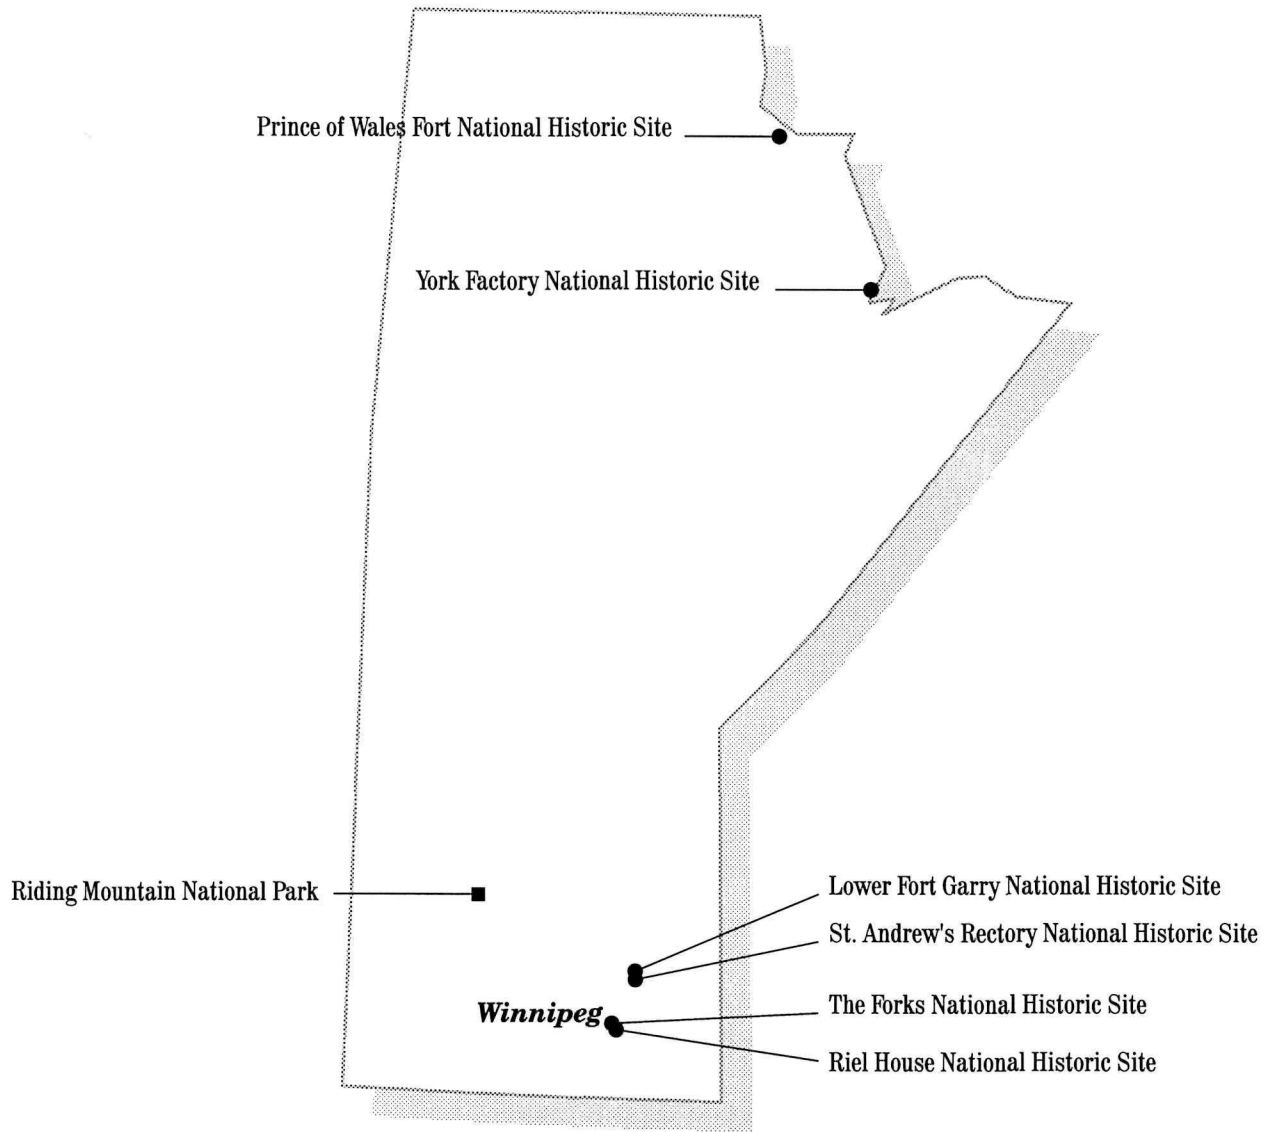 Prince of Wales Fort National Historic Site
York Factory National Historic Site
Riding Mountain National Park
Lower Fort Garry National Historic Site
St. Andrew's Rectory National Historic Site
Winnipeg
The Forks National Historic Site
Riel House National Historic Site